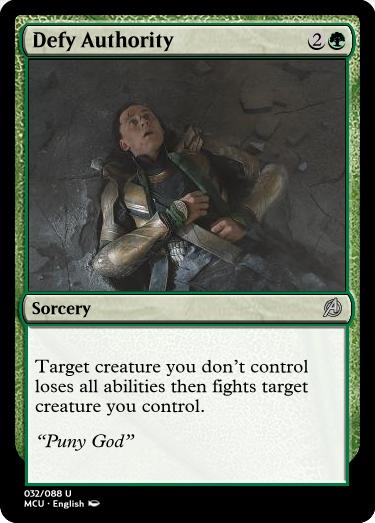 Defy Authority 2
Sorcery
Target creature you don't control
loses all abilities then fights target
creature you control.
"Puny God"
032/088 U
MCU • English